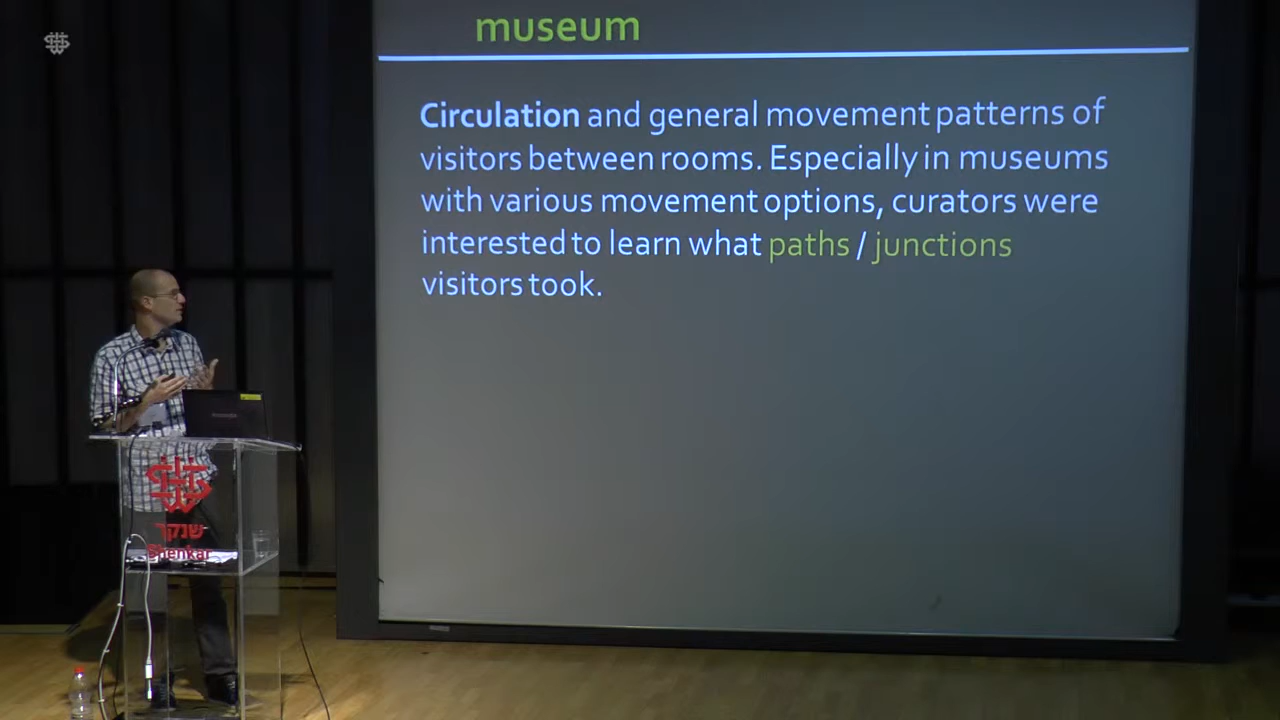 museum
Circulation and general movement patterns of
visitors between rooms. Especially in museums
with various movement options, curators were
interested to learn what paths / junctions
visitors took.
שנקר
Shenkar